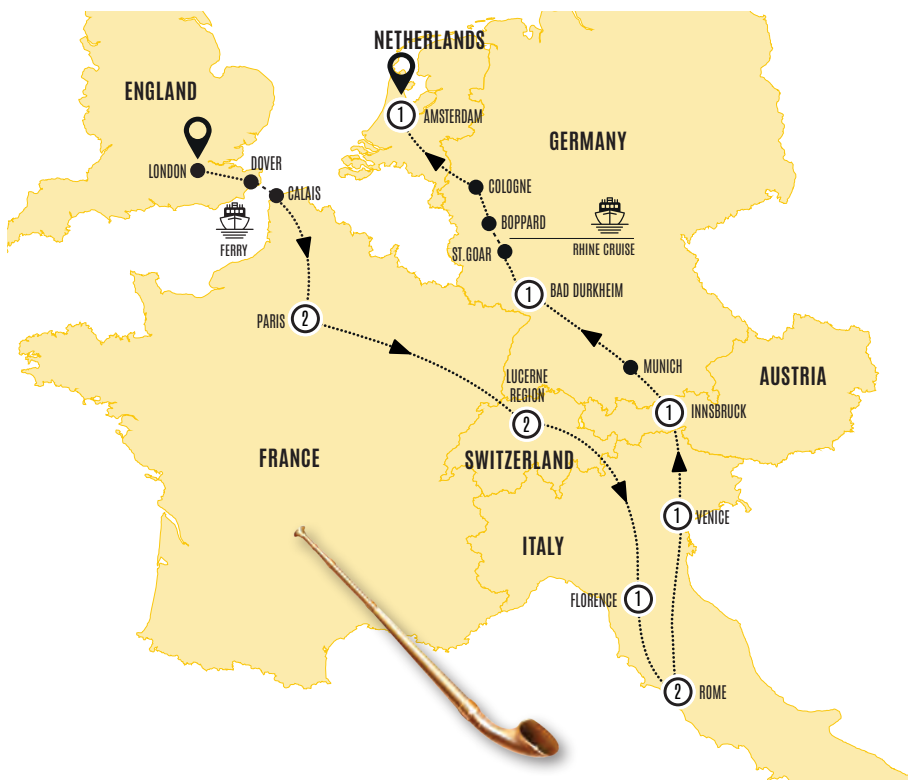 NETHERLANDS
ENGLAND
1
AMSTERDAM
GERMANY
LONDON
DOVER
CALAIS
COLOGNE
BOPPARD
FERRY
ST.GOAR
RHINE CRUISE
1
BAD DURKHEIM
PARIS
2
MUNICH
AUSTRIA
LUCERNE
REGION
2
1
INNSBRUCK
FRANCE
SWITZERLAND
1
VENICE
ITALY
FLORENCE
1
2
ROME